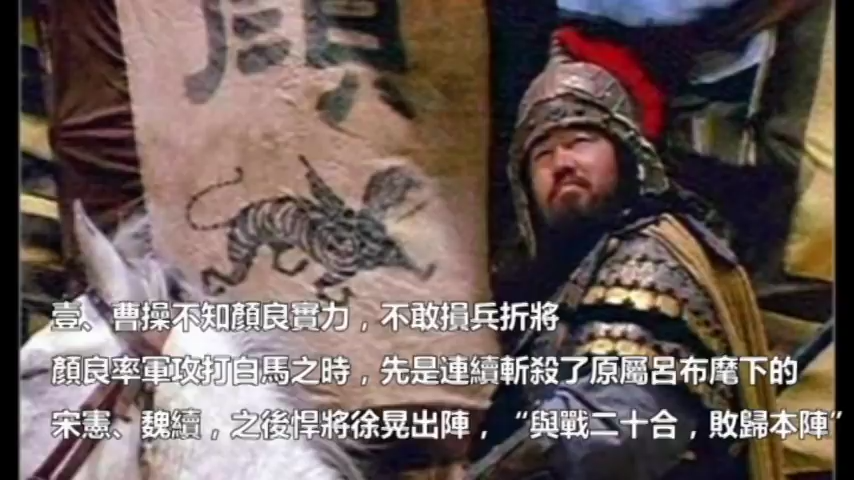 顏
壹、曹操不知顏良實力，不敢損兵折將
顏良率軍攻打白馬之時，先是連續斬殺了原屬呂布麾下的
宋憲、魏續，之後悍將徐晃出陣，“與戰二十合，敗歸本陣”